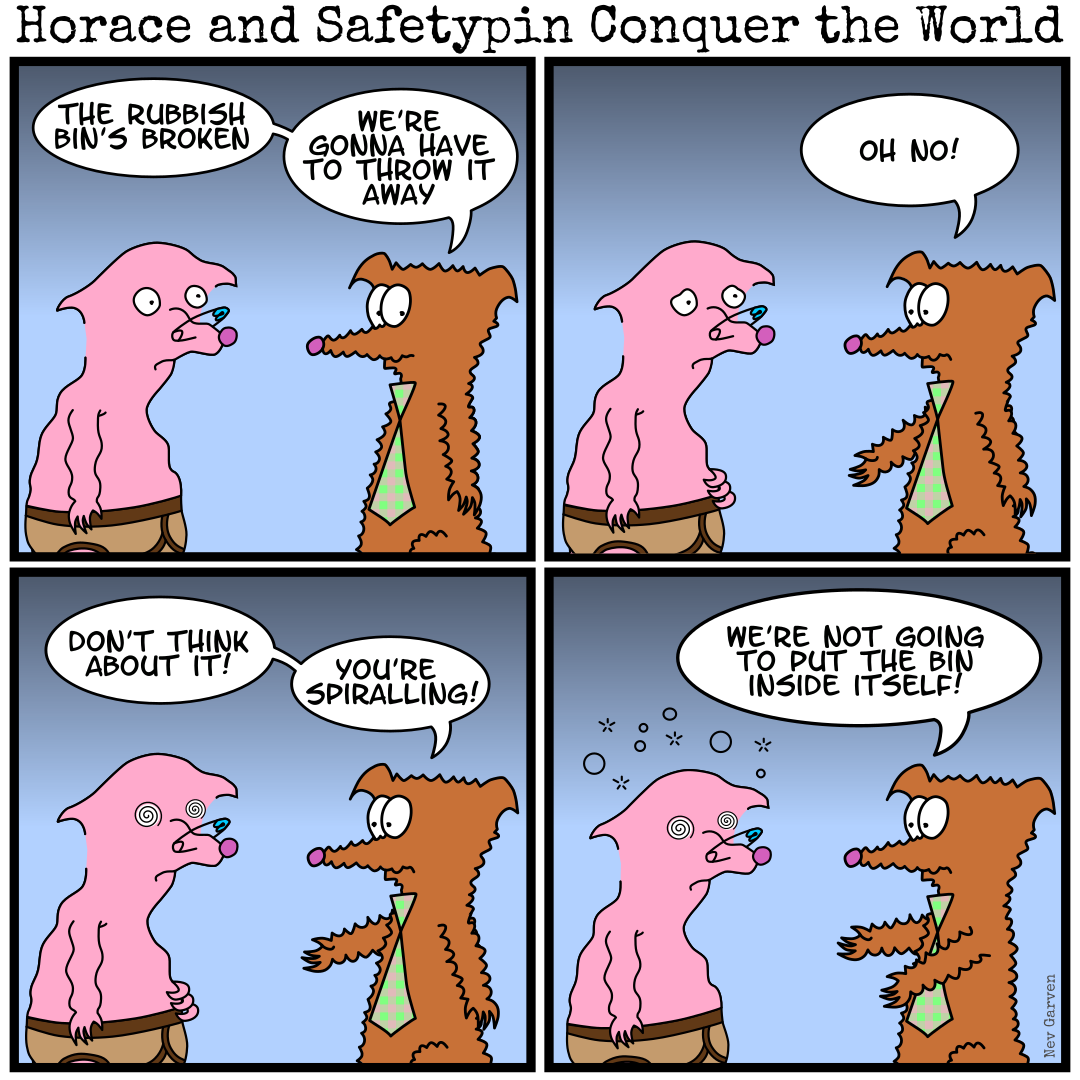 Horace and Safetypin Conquer the World
THE RUBBISH
BIN'S BROKEN
WE'RE
GONNA HAVE
TO THROW IT
AWAY
OH NO!
DON'T THINK
ABOUT IT!
YOU'RE
SPIRALLING!
WE'RE NOT GOING
TO PUT THE BIN
INSIDE ITSELF!
Nev Garven